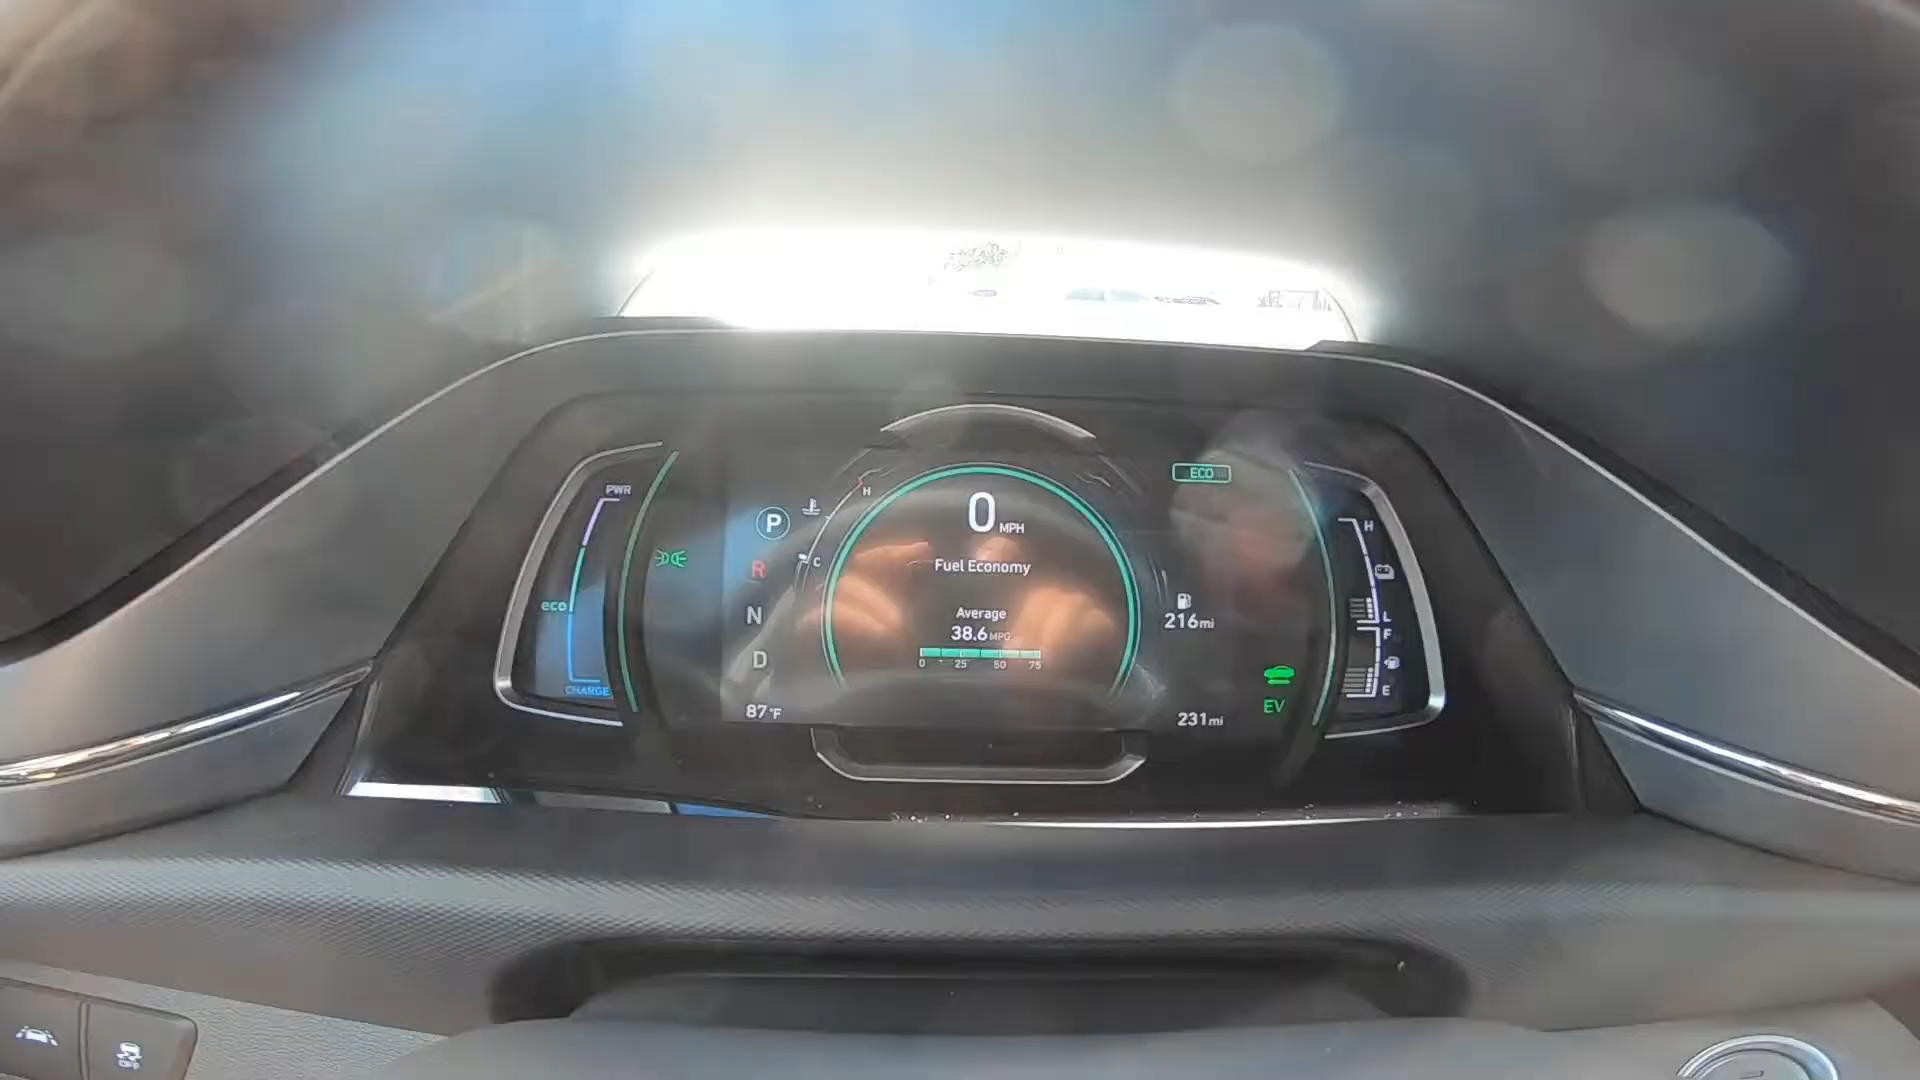 PWR
eco
CHARGE
P
R
N
D
87°F
H
C
0 MPH
Fuel Economy
Average
38.6 MPG
0 25 50 75
ECO
216mi
EV
231mi
H
L
F
E
OFF